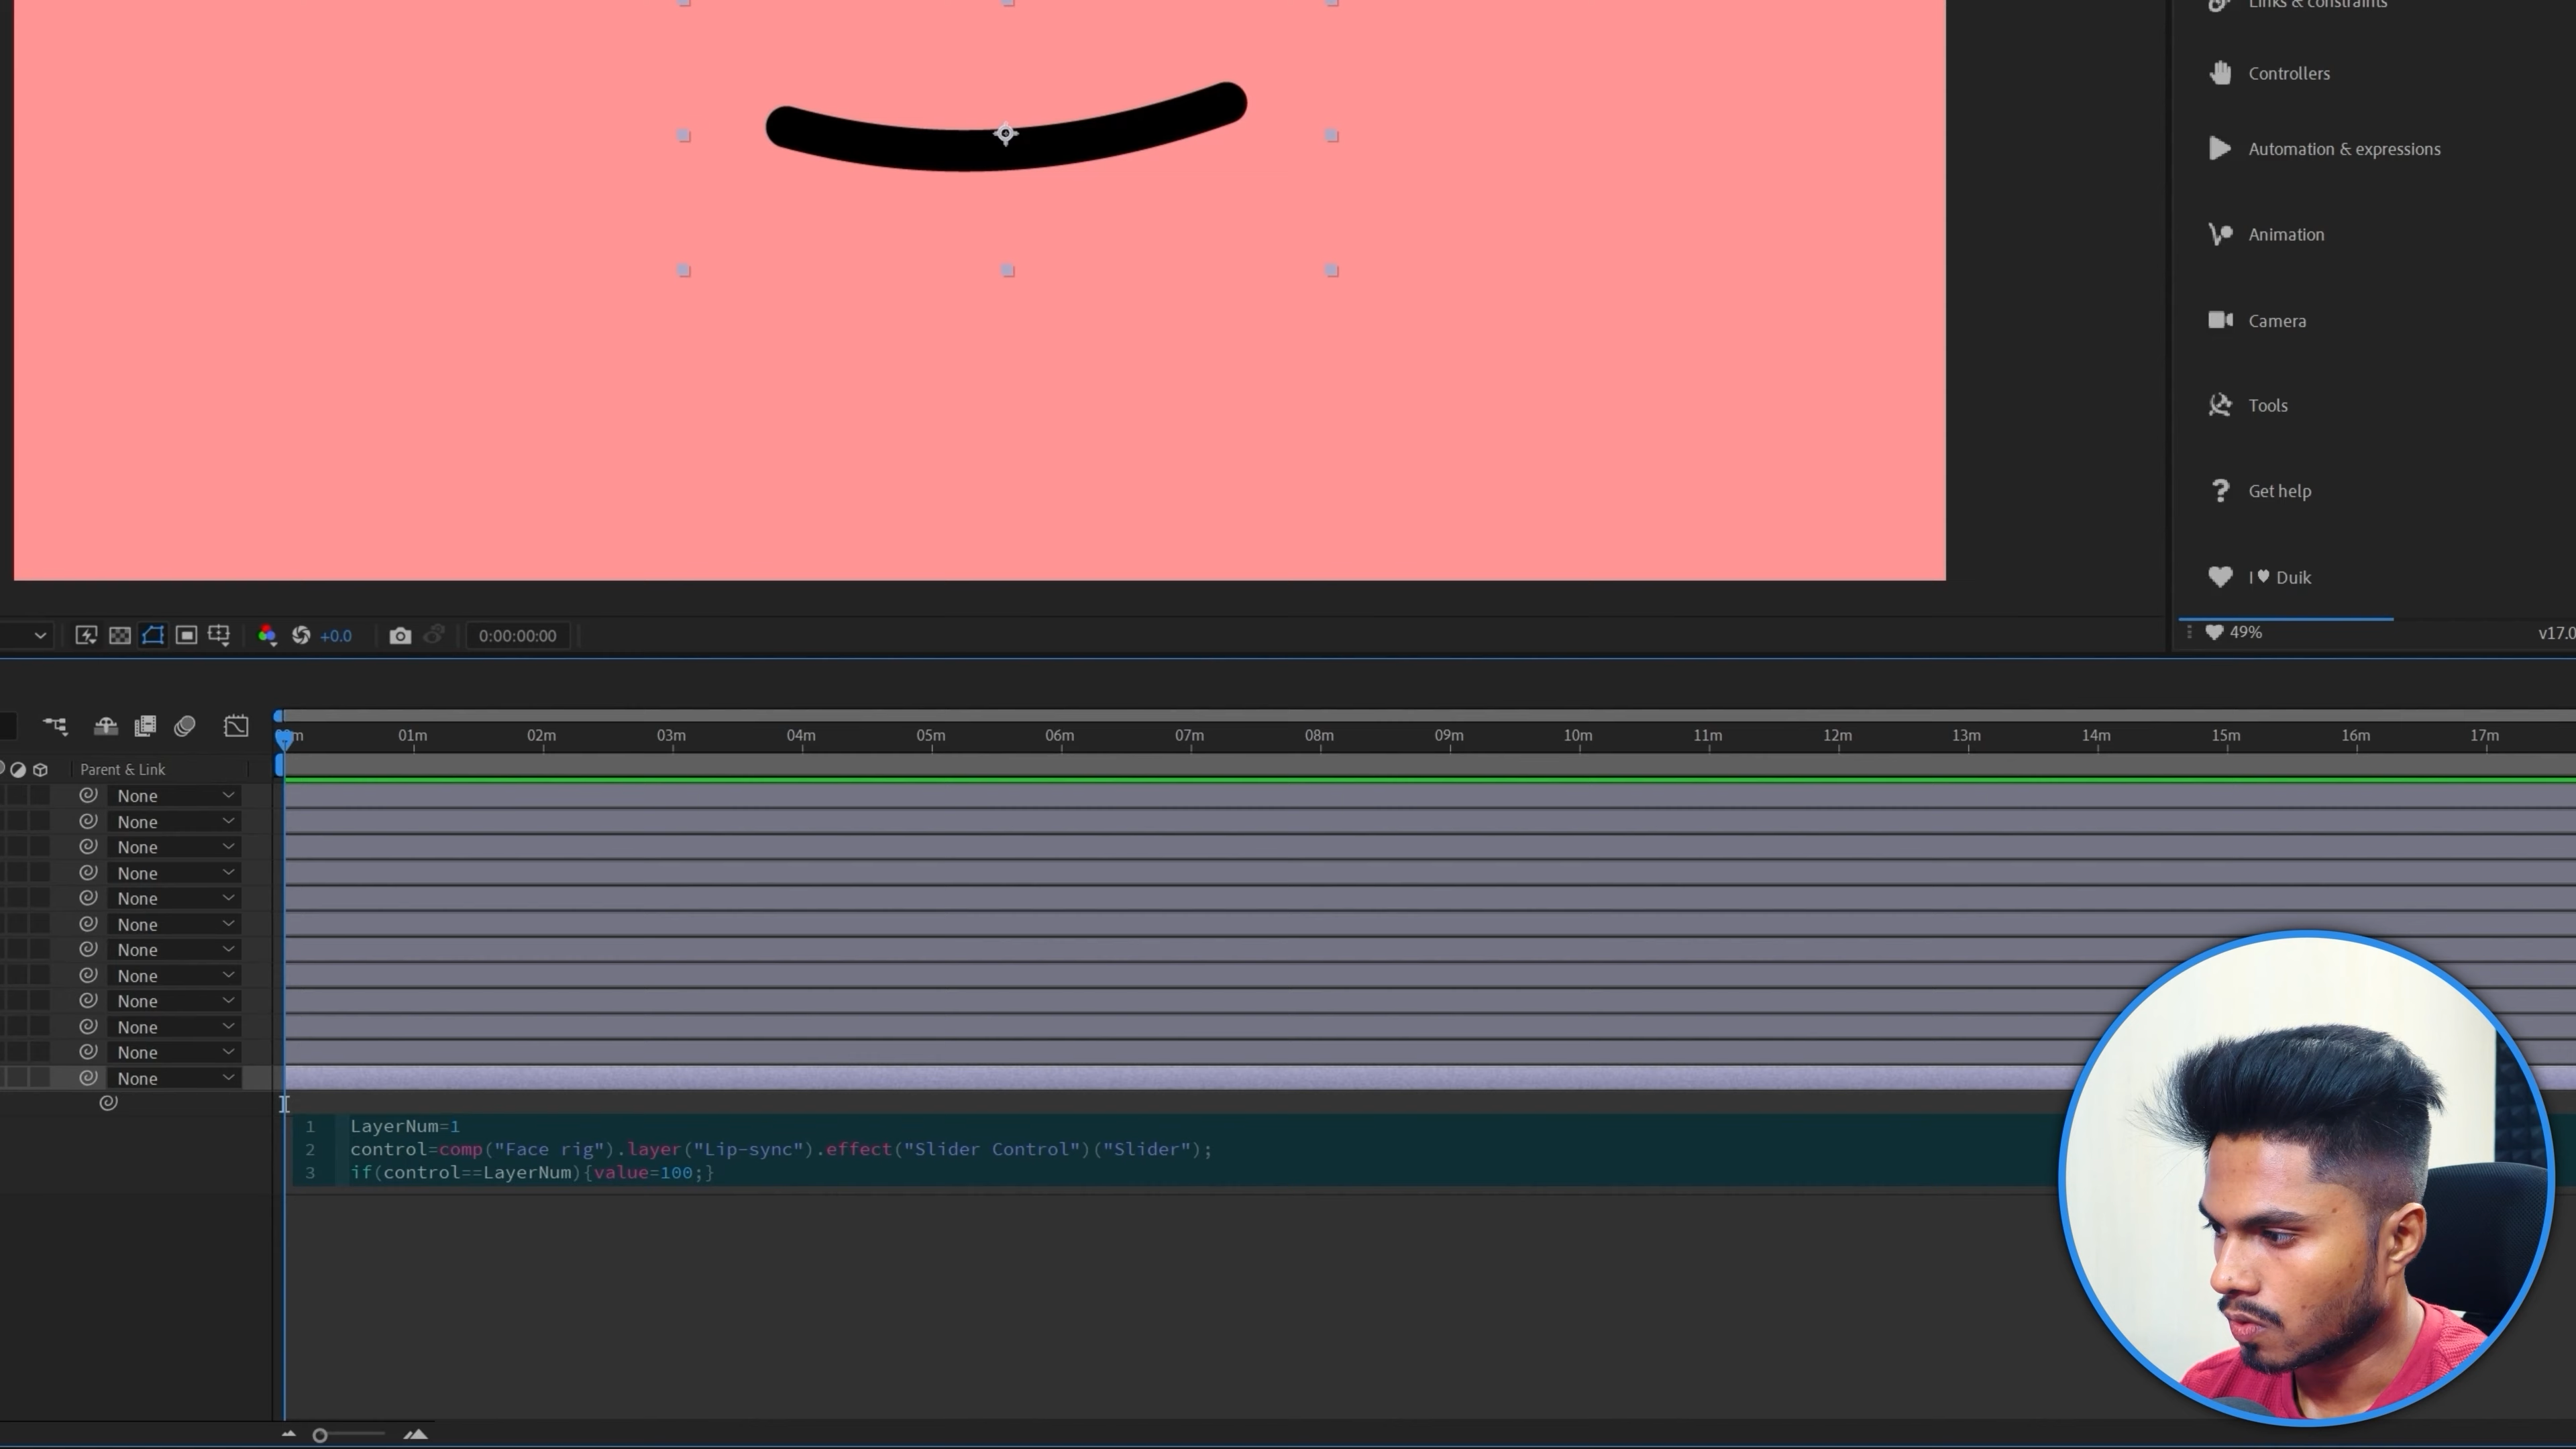 Links & constraints
Controllers
Automation & expressions
Animation
Camera
Tools
Get help
I ♥ Duik
49%
v17.0
+0.0
0:00:00:00
01m 02m 03m 04m 05m 06m 07m 08m 09m 10m 11m 12m 13m 14m 15m 16m 17m
Parent & Link
None
None
None
None
None
None
None
None
None
None
None
None
1 LayerNum=1
2 control=comp("Face rig").layer("Lip-sync").effect("Slider Control")("Slider");
3 if(control==LayerNum){value=100;}